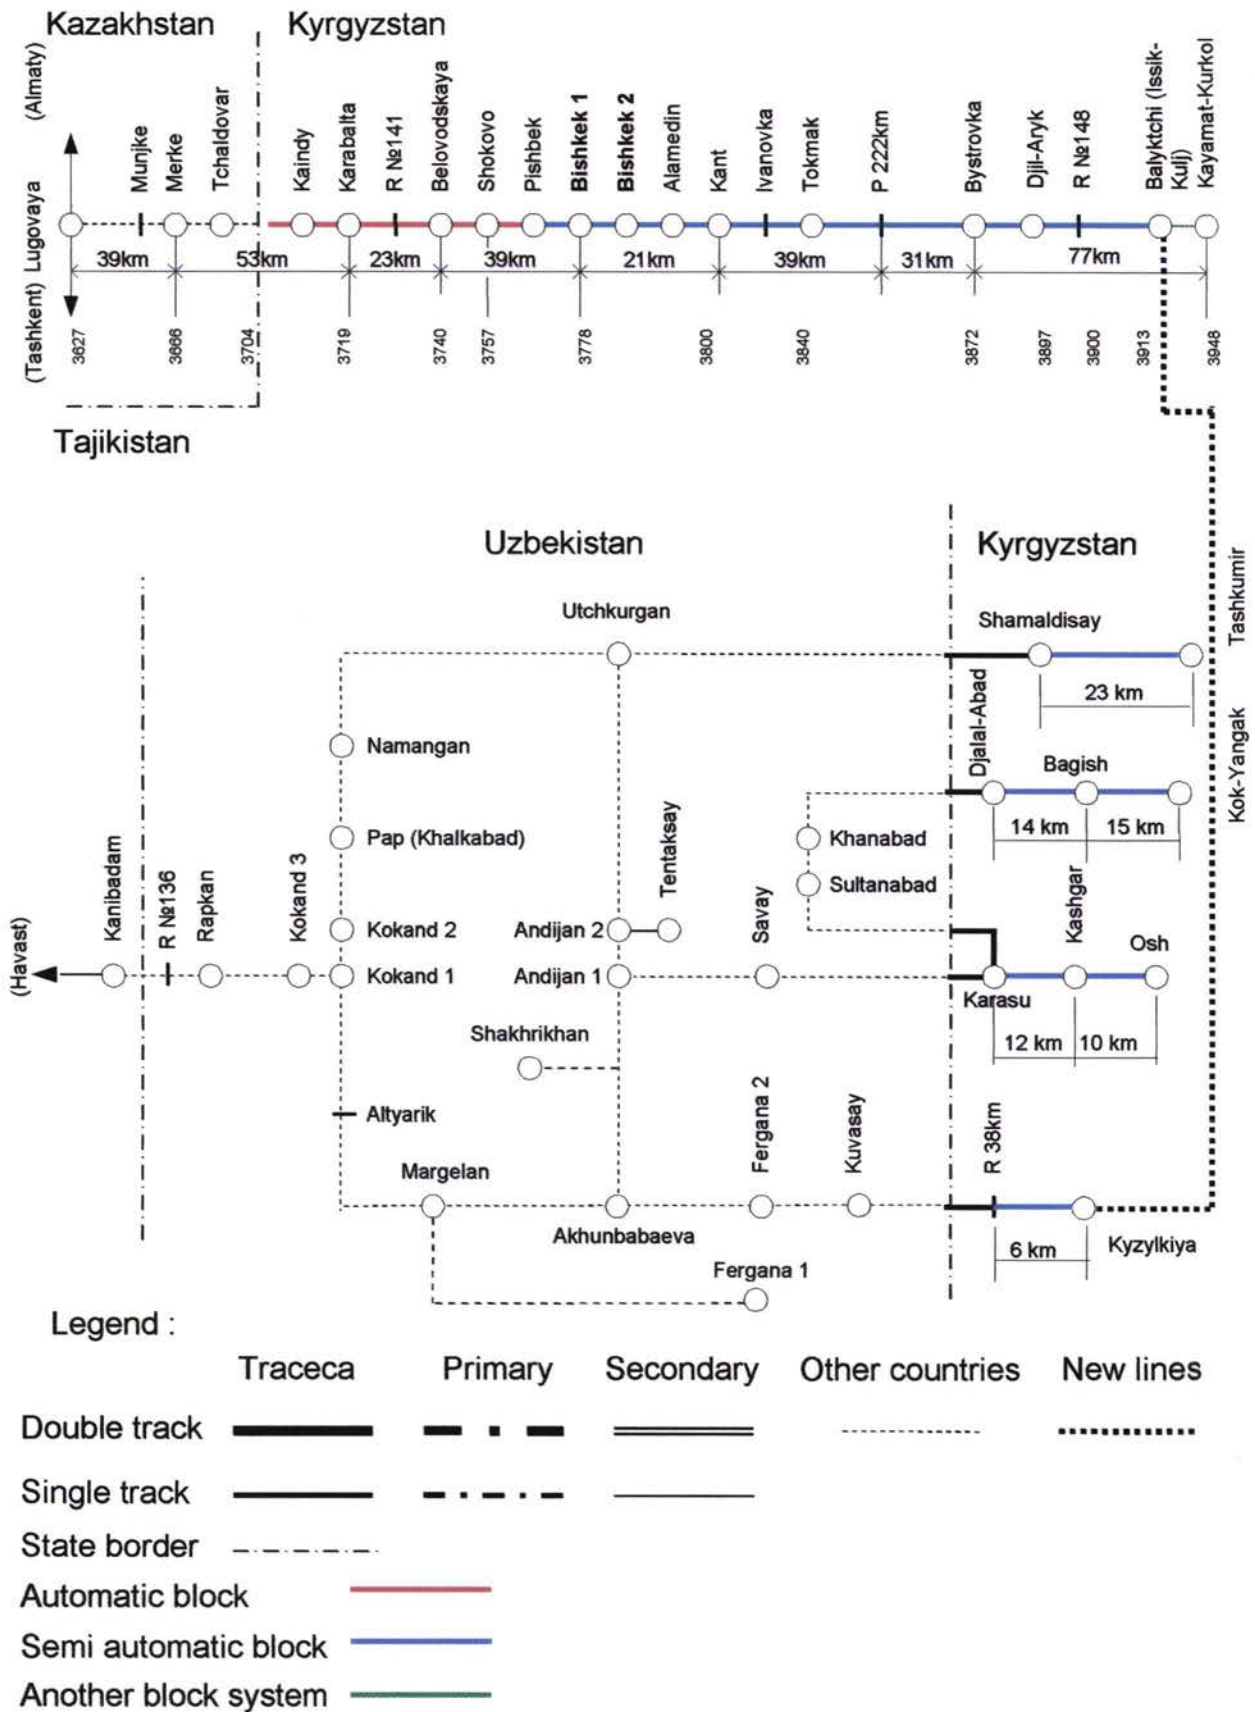 Kazakhstan
Kyrgyzstan
(Almaty)
(Tashkent) Lugovaya
Munjke
Merke
Tchaldovar
Kaindy
Karabalta
R №141
Belovodskaya
Shokovo
Pishbek
Bishkek 1
Bishkek 2
Alamedin
Kant
Ivanovka
Tokmak
P 222km
Bystrovka
Djil-Aryk
R №148
Balyktchi (Issik-
Kulj)
Kayamat-Kurkol
39km
53km
23km
39km
21km
39km
31km
77km
3627
3666
3704
3719
3740
3757
3778
3800
3840
3872
3897
3900
3913
3948
Tajikistan
Uzbekistan
Kyrgyzstan
Utchkurgan
Shamaldisay
Tashkumir
23 km
Djalal-Abad
Namangan
Bagish
Kok-Yangak
14 km
15 km
Pap (Khalkabad)
Khanabad
Tentaksay
Sultanabad
Kanibadam
R №136
Rapkan
Kokand 3
Kokand 2
Andijan 2
Savay
Kashgar
Osh
(Havast)
Kokand 1
Andijan 1
Karasu
Shakhrikhan
12 km
10 km
Altyarik
Margelan
Fergana 2
Kuvasay
R 38km
Akhunbabaeva
6 km
Kyzylkiya
Fergana 1
Legend :
Traceca
Primary
Secondary
Other countries
New lines
Double track
Single track
State border
Automatic block
Semi automatic block
Another block system